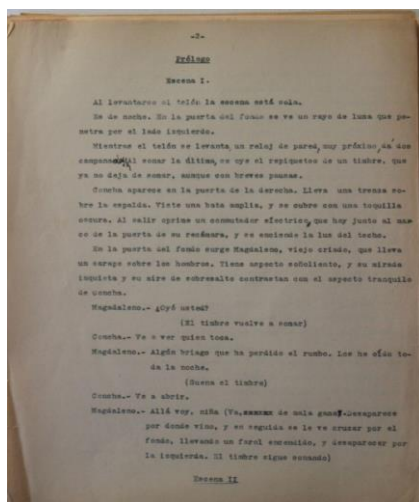 -2-
Prólogo
Escena I.
Al levantarse el telón la escena está sola.
Es de noche. En la puerta del fondo se ve un rayo de luna que pe-
netra por el lado izquierdo.
Mientras el telón se levanta, un reloj de pared, muy próximo, da dos
campanadas. Al sonar la última, se oye el repiqueteo de un timbre, que
ya no deja de sonar, aunque con breves pausas.
Concha aparece en la puerta de la derecha. Lleva una trenza so-
bre la espalda. Viste una bata amplia, y se cubre con una toquilla
oscura. Al salir oprime un conmutador eléctrico, que hay junto al mar-
co de la puerta de su recámara, y se enciende la luz del techo.
En la puerta del fondo surge Magdaleno, viejo criado, que lleva
un sarape sobre los hombros. Tiene aspecto soñoliento, y su mirada
inquieta y su aire de sobresalto contrastan con el aspecto tranquilo
de concha.
Magdaleno.- ¿Oyó usted?
(El timbre vuelve a sonar)
Concha.- Ve a ver quien toca.
Magdaleno.- Algún briago que ha perdido el rumbo. Los he oído to-
da la noche.
(Suena el timbre)
Concha.- Ve a abrir.
Magdaleno.- Allá voy, niña (Va, de mala gana. Desaparece
por donde vino, y en seguida se le ve cruzar por el
fondo, llevando un farol encendido, y desaparecer por
la izquierda. El timbre sigue sonando)
Escena II